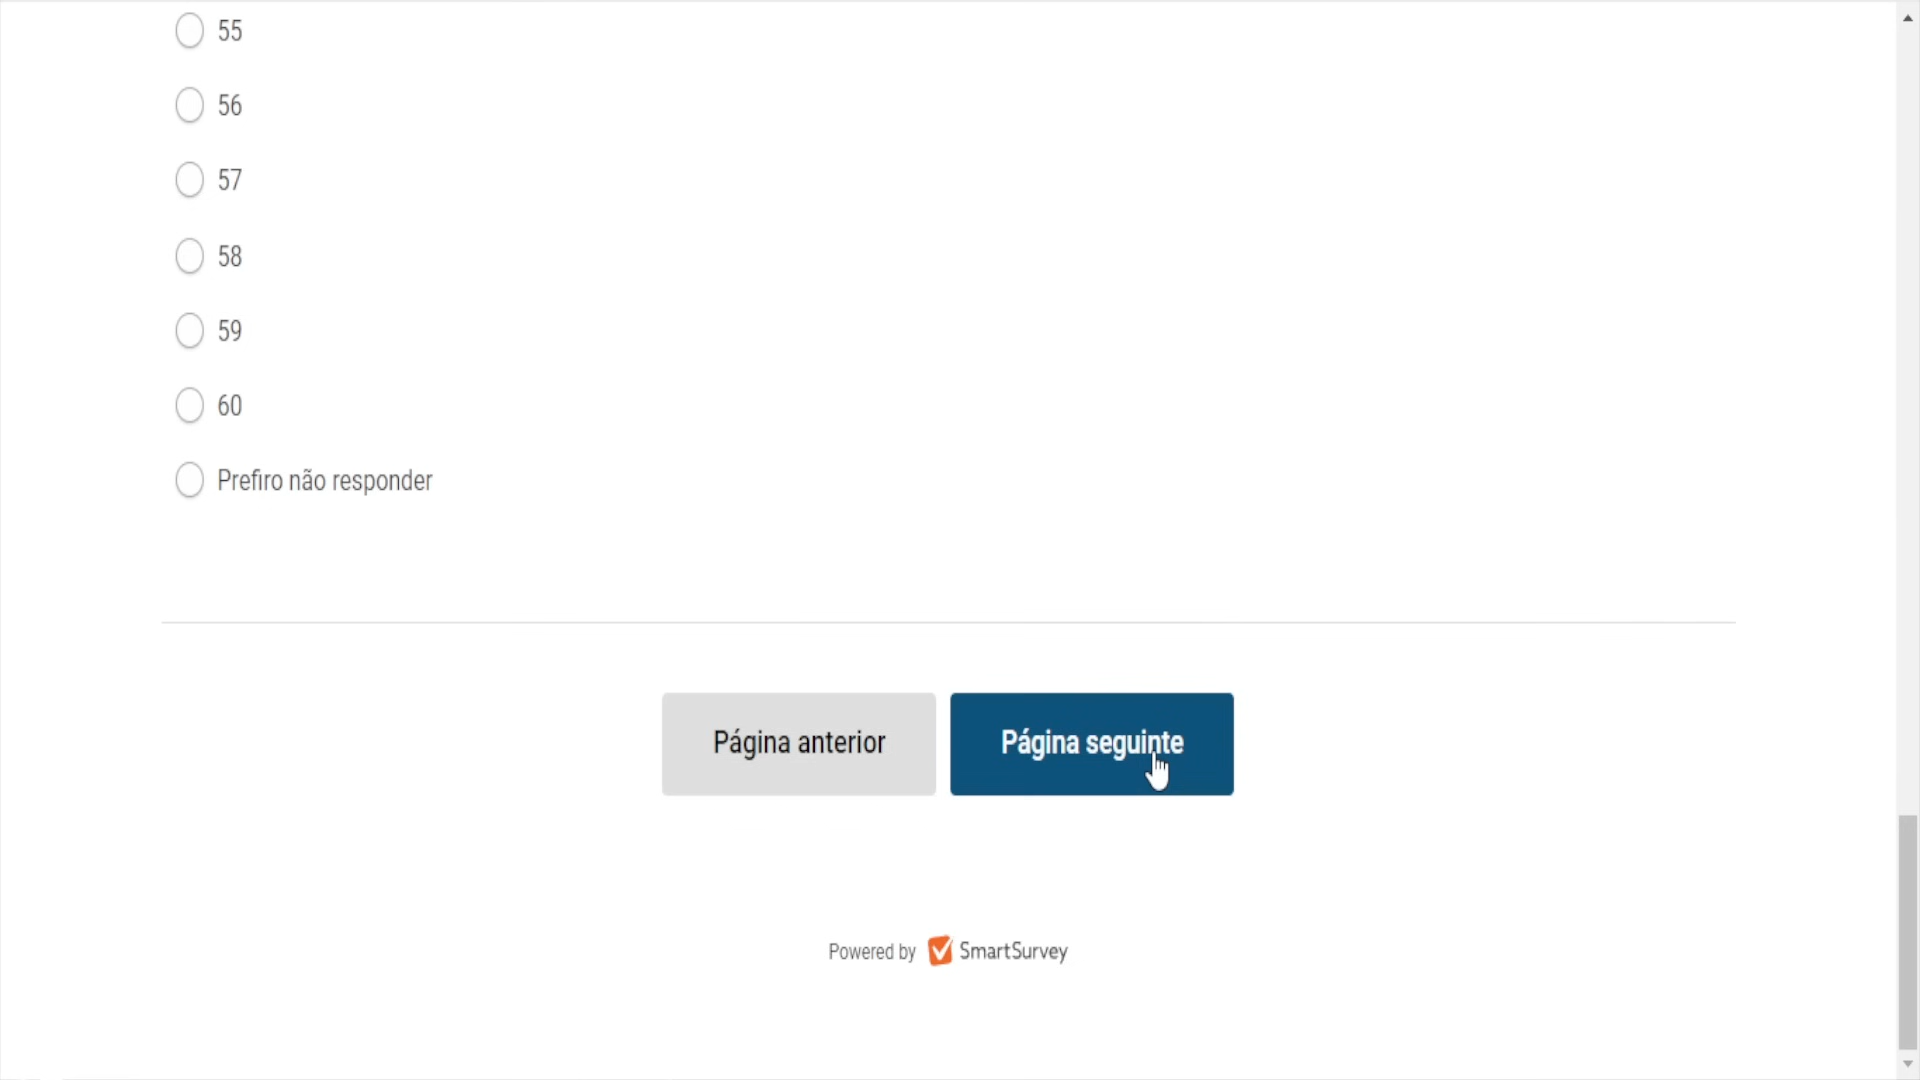 55
56
57
58
59
60
Prefiro não responder
Página anterior
Página seguinte
Powered by SmartSurvey